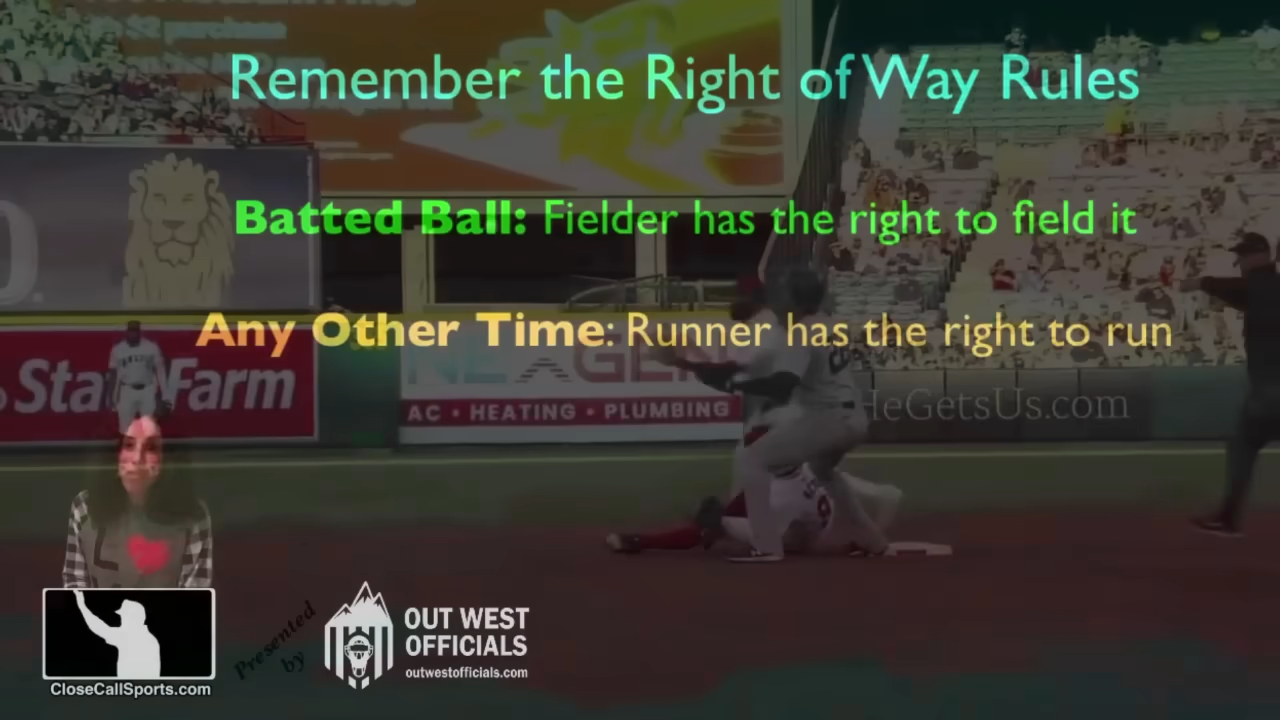 Remember the Right of Way Rules
Batted Ball: Fielder has the right to field it
Any Other Time: Runner has the right to run
State Farm
AC • HEATING • PLUMBING
HeGetsUs.com
Presented
by
OUT WEST
OFFICIALS
outwestofficials.com
CloseCallSports.com